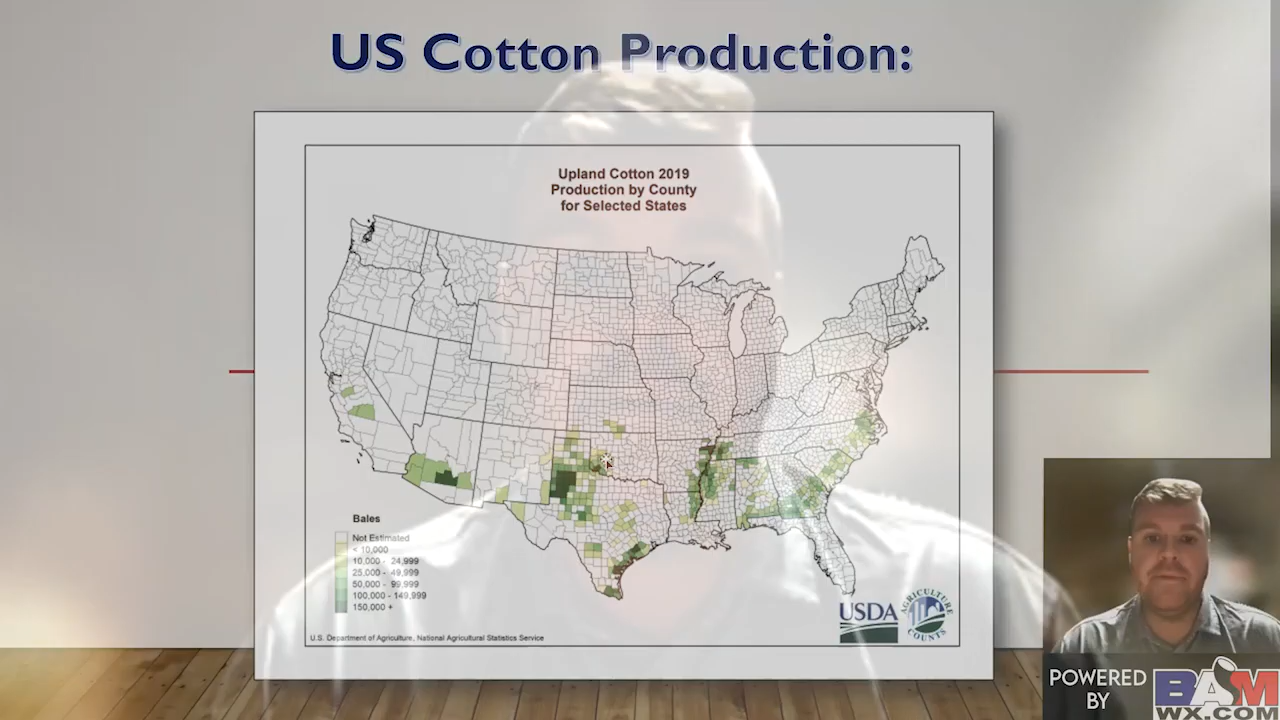 US Cotton Production:
Upland Cotton 2019
Production by County
for Selected States
Bales
Not Estimated
< 10,000
10,000 - 24,999
25,000 - 49,999
50,000 - 99,999
100,000 - 149,999
150,000 +
U.S. Department of Agriculture, National Agricultural Statistics Service
USDA
AGRICULTURE
COUNTS
POWERED
BY
BAM
WX.COM